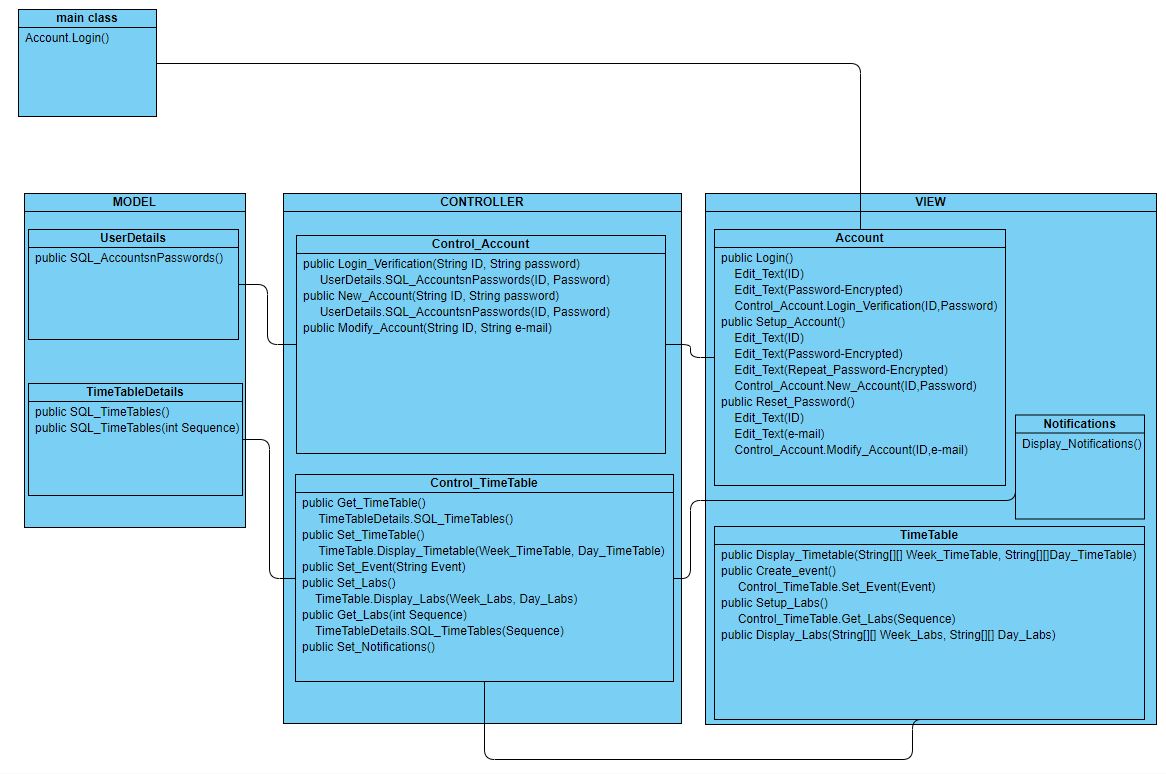 main class
Account.Login()
MODEL
UserDetails
public SQL_AccountsnPasswords()
TimeTableDetails
public SQL_TimeTables()
public SQL_TimeTables(int Sequence)
CONTROLLER
Control_Account
public Login_Verification(String ID, String password)
UserDetails.SQL_AccountsnPasswords(ID, Password)
public New_Account(String ID, String password)
UserDetails.SQL_AccountsnPasswords(ID, Password)
public Modify_Account(String ID, String e-mail)
Control_TimeTable
public Get_TimeTable()
TimeTableDetails.SQL_TimeTables()
public Set_TimeTable()
TimeTable.Display_Timetable(Week_TimeTable, Day_TimeTable)
public Set_Event(String Event)
public Set_Labs()
TimeTable.Display_Labs(Week_Labs, Day_Labs)
public Get_Labs(int Sequence)
TimeTableDetails.SQL_TimeTables(Sequence)
public Set_Notifications()
VIEW
Account
public Login()
Edit_Text(ID)
Edit_Text(Password-Encrypted)
Control_Account.Login_Verification(ID,Password)
public Setup_Account()
Edit_Text(ID)
Edit_Text(Password-Encrypted)
Edit_Text(Repeat_Password-Encrypted)
Control_Account.New_Account(ID,Password)
public Reset_Password()
Edit_Text(ID)
Edit_Text(e-mail)
Control_Account.Modify_Account(ID,e-mail)
Notifications
Display_Notifications()
TimeTable
public Display_Timetable(String[][] Week_TimeTable, String[][]Day_TimeTable)
public Create_event()
Control_TimeTable.Set_Event(Event)
public Setup_Labs()
Control_TimeTable.Get_Labs(Sequence)
public Display_Labs(String[][] Week_Labs, String[][] Day_Labs)